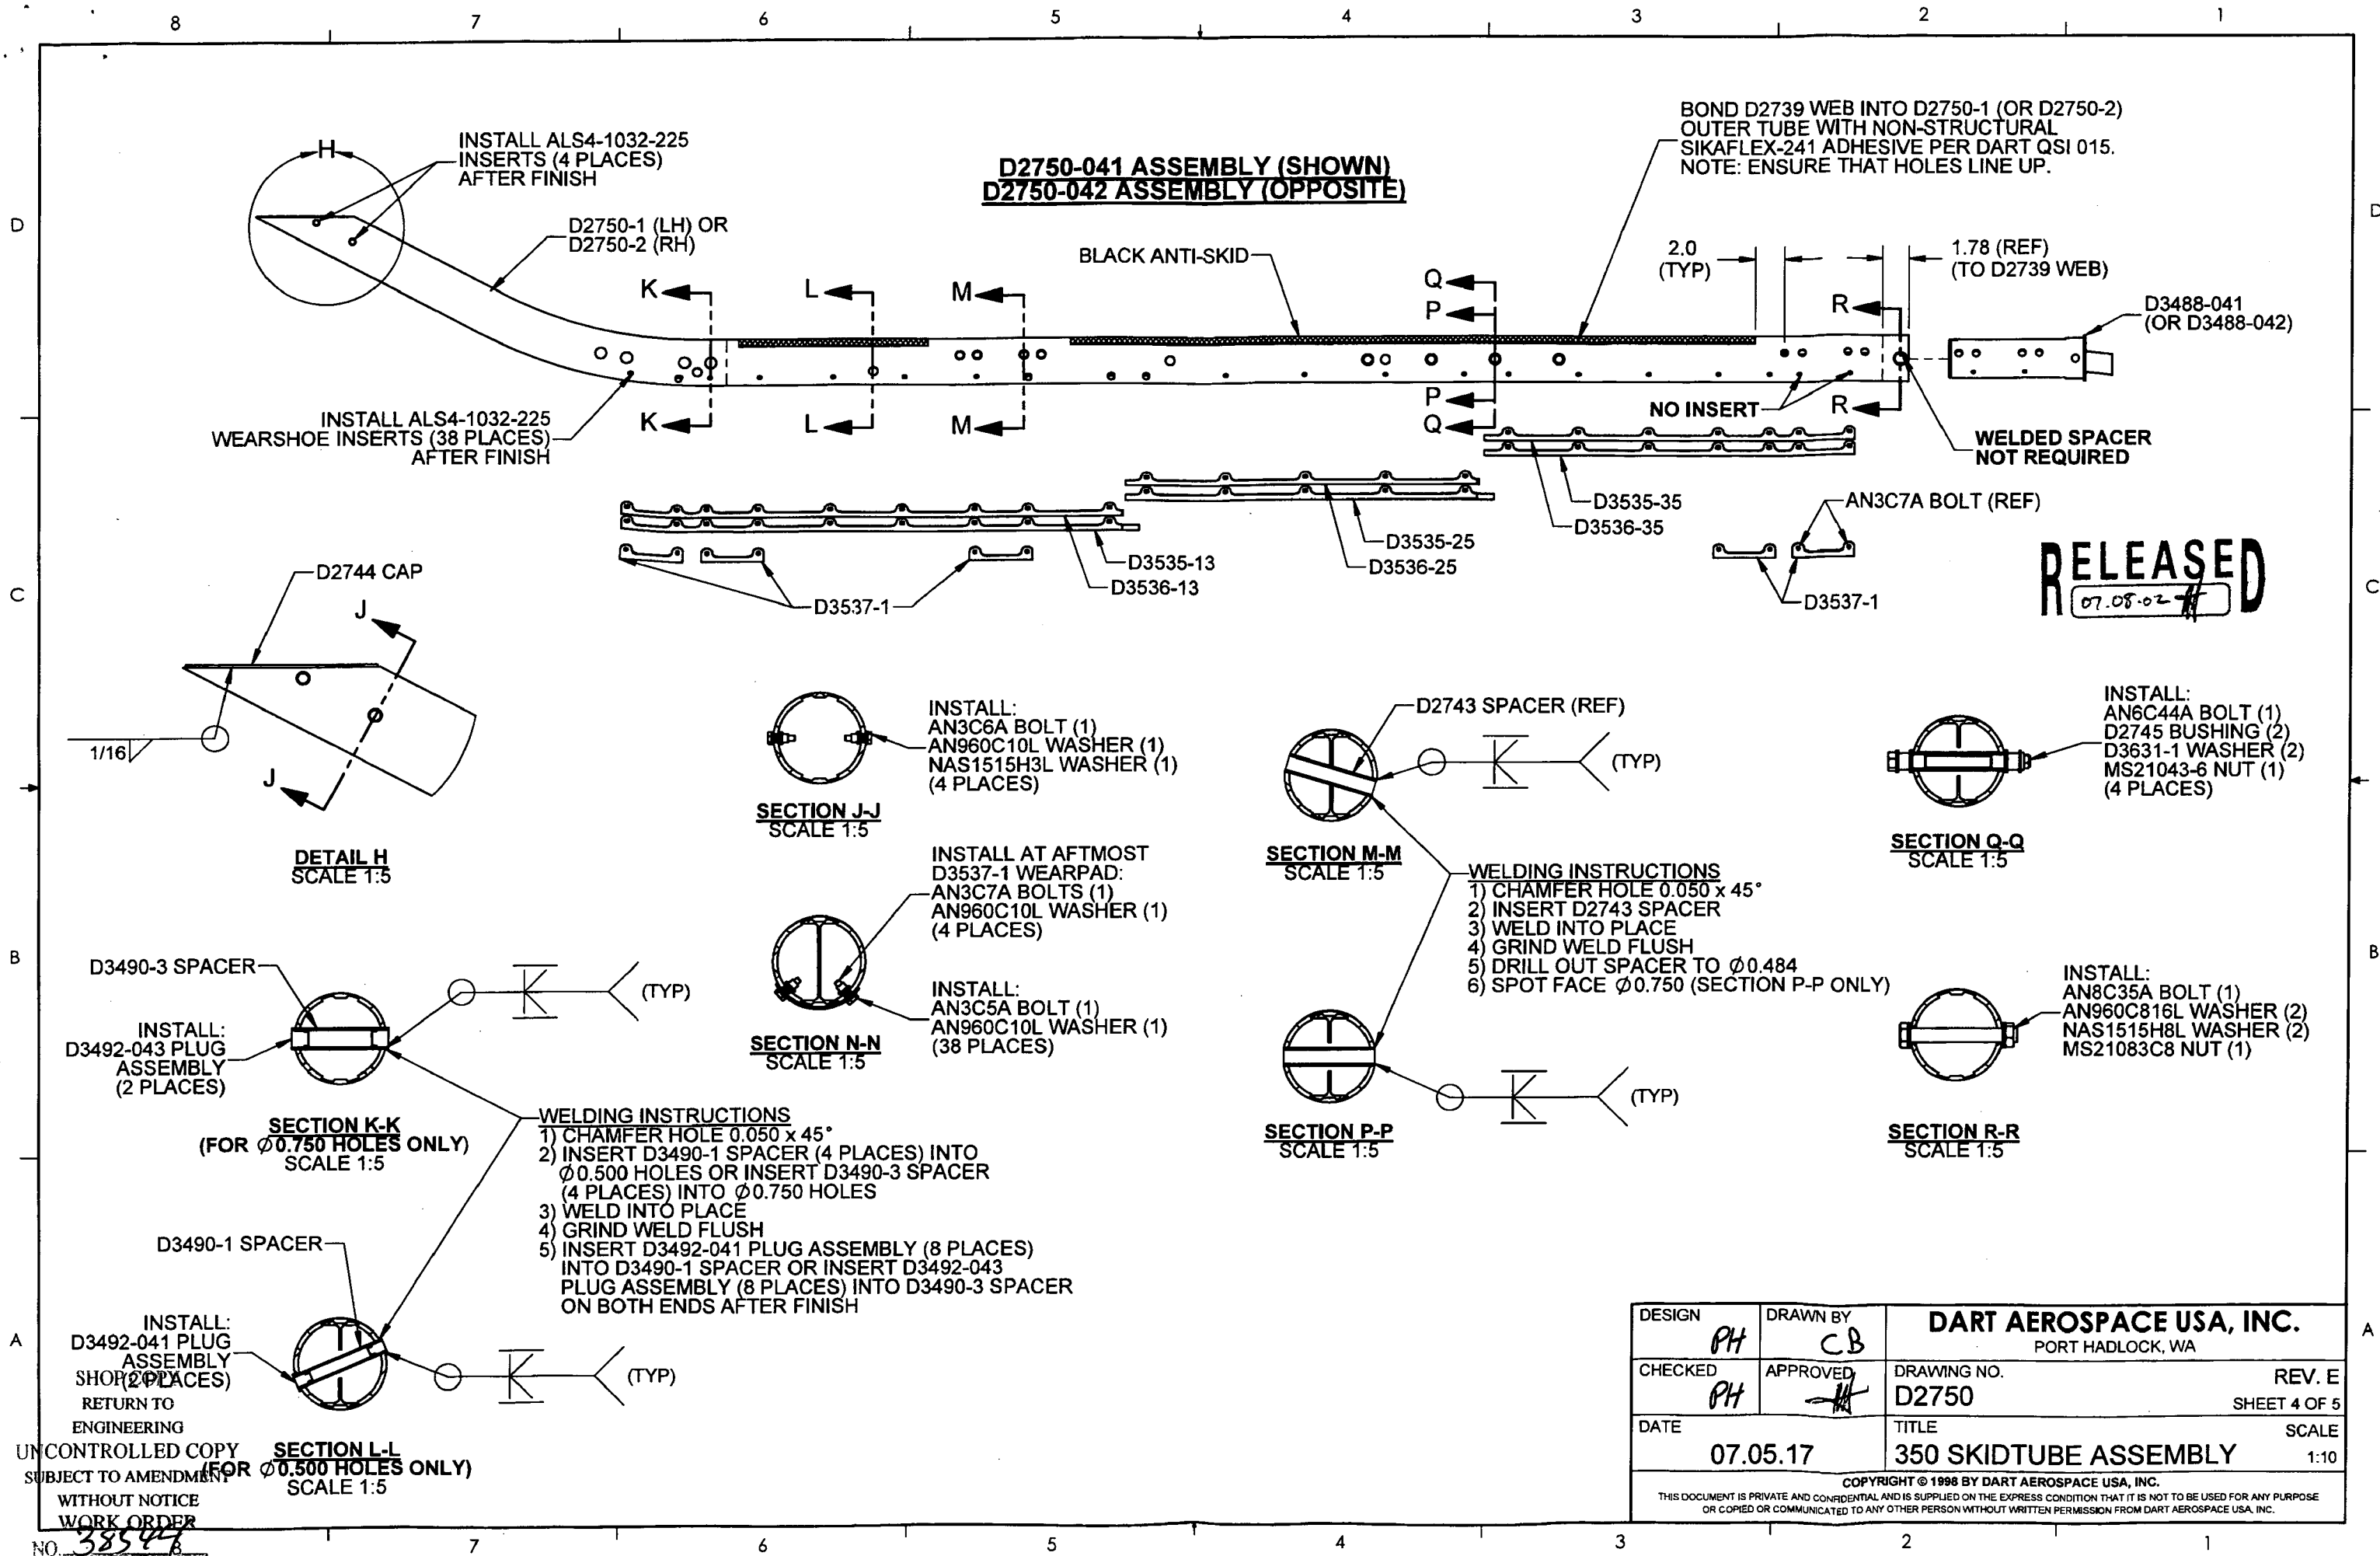 8 7 6 5 4 3 2 1
D
D
C
C
B
B
A
A
INSTALL ALS4-1032-225
INSERTS (4 PLACES)
AFTER FINISH
H
D2750-1 (LH) OR
D2750-2 (RH)
D2750-041 ASSEMBLY (SHOWN)
D2750-042 ASSEMBLY (OPPOSITE)
BOND D2739 WEB INTO D2750-1 (OR D2750-2)
OUTER TUBE WITH NON-STRUCTURAL
SIKAFLEX-241 ADHESIVE PER DART QSI 015.
NOTE: ENSURE THAT HOLES LINE UP.
BLACK ANTI-SKID
2.0
(TYP)
1.78 (REF)
(TO D2739 WEB)
D3488-041
(OR D3488-042)
K
L
M
Q
P
R
K
L
M
P
Q
R
INSTALL ALS4-1032-225
WEARSHOE INSERTS (38 PLACES)
AFTER FINISH
NO INSERT
WELDED SPACER
NOT REQUIRED
D3535-35
D3536-35
AN3C7A BOLT (REF)
D3535-25
D3536-25
D3535-13
D3536-13
D3537-1
D3537-1
RELEASED
07.08.02
D2744 CAP
J
J
1/16
DETAIL H
SCALE 1:5
INSTALL:
AN3C6A BOLT (1)
AN960C10L WASHER (1)
NAS1515H3L WASHER (1)
(4 PLACES)
SECTION J-J
SCALE 1:5
D2743 SPACER (REF)
(TYP)
SECTION M-M
SCALE 1:5
INSTALL:
AN6C44A BOLT (1)
D2745 BUSHING (2)
D3631-1 WASHER (2)
MS21043-6 NUT (1)
(4 PLACES)
SECTION Q-Q
SCALE 1:5
INSTALL AT AFTMOST
D3537-1 WEARPAD:
AN3C7A BOLTS (1)
AN960C10L WASHER (1)
(4 PLACES)
INSTALL:
AN3C5A BOLT (1)
AN960C10L WASHER (1)
(38 PLACES)
SECTION N-N
SCALE 1:5
WELDING INSTRUCTIONS
1) CHAMFER HOLE 0.050 x 45°
2) INSERT D2743 SPACER
3) WELD INTO PLACE
4) GRIND WELD FLUSH
5) DRILL OUT SPACER TO Ø0.484
6) SPOT FACE Ø0.750 (SECTION P-P ONLY)
(TYP)
SECTION P-P
SCALE 1:5
INSTALL:
AN8C35A BOLT (1)
AN960C816L WASHER (2)
NAS1515H8L WASHER (2)
MS21083C8 NUT (1)
SECTION R-R
SCALE 1:5
D3490-3 SPACER
(TYP)
INSTALL:
D3492-043 PLUG
ASSEMBLY
(2 PLACES)
SECTION K-K
(FOR Ø0.750 HOLES ONLY)
SCALE 1:5
WELDING INSTRUCTIONS
1) CHAMFER HOLE 0.050 x 45°
2) INSERT D3490-1 SPACER (4 PLACES) INTO
Ø0.500 HOLES OR INSERT D3490-3 SPACER
(4 PLACES) INTO Ø0.750 HOLES
3) WELD INTO PLACE
4) GRIND WELD FLUSH
5) INSERT D3492-041 PLUG ASSEMBLY (8 PLACES)
INTO D3490-1 SPACER OR INSERT D3492-043
PLUG ASSEMBLY (8 PLACES) INTO D3490-3 SPACER
ON BOTH ENDS AFTER FINISH
D3490-1 SPACER
INSTALL:
D3492-041 PLUG
ASSEMBLY
(2 PLACES)
(TYP)
SECTION L-L
(FOR Ø0.500 HOLES ONLY)
SCALE 1:5
SHOP COPY
RETURN TO
ENGINEERING
UNCONTROLLED COPY
SUBJECT TO AMENDMENT
WITHOUT NOTICE
WORK ORDER
NO.
DESIGN
PH
DRAWN BY
CB
DART AEROSPACE USA, INC.
PORT HADLOCK, WA
CHECKED
PH
APPROVED
DRAWING NO.
D2750
REV. E
SHEET 4 OF 5
DATE
07.05.17
TITLE
350 SKIDTUBE ASSEMBLY
SCALE
1:10
COPYRIGHT © 1998 BY DART AEROSPACE USA, INC.
THIS DOCUMENT IS PRIVATE AND CONFIDENTIAL AND IS SUPPLIED ON THE EXPRESS CONDITION THAT IT IS NOT TO BE USED FOR ANY PURPOSE
OR COPIED OR COMMUNICATED TO ANY OTHER PERSON WITHOUT WRITTEN PERMISSION FROM DART AEROSPACE USA, INC.
8 7 6 5 4 3 2 1